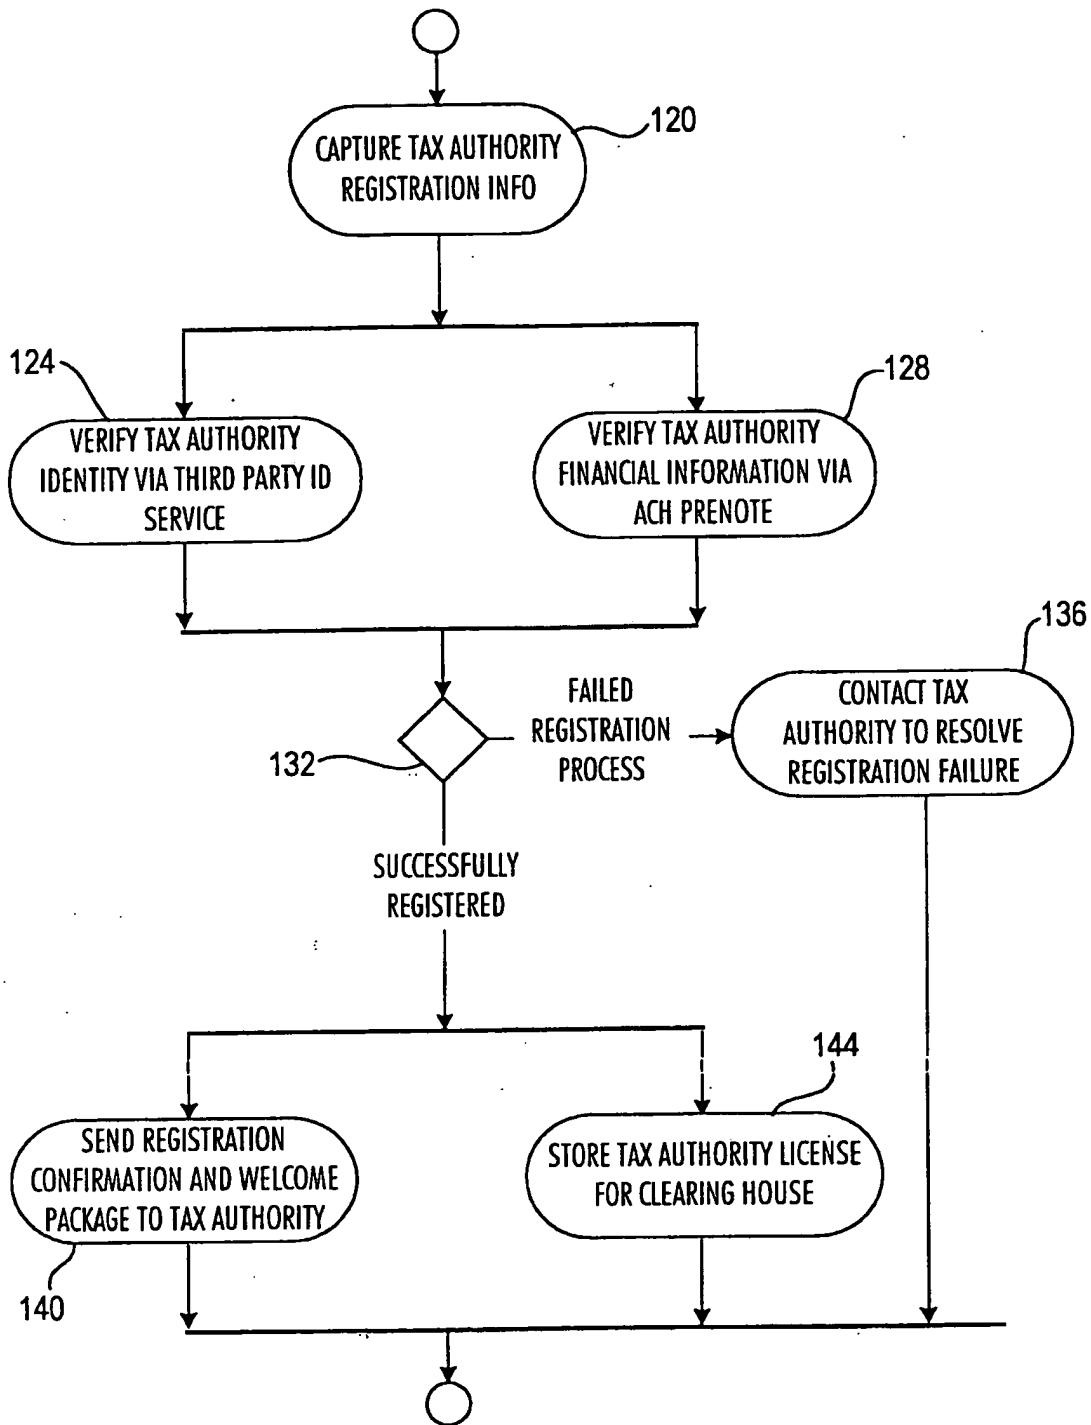 120
CAPTURE TAX AUTHORITY
REGISTRATION INFO
124
128
VERIFY TAX AUTHORITY
IDENTITY VIA THIRD PARTY ID
SERVICE
VERIFY TAX AUTHORITY
FINANCIAL INFORMATION VIA
ACH PRENOTE
136
FAILED
REGISTRATION
PROCESS
CONTACT TAX
AUTHORITY TO RESOLVE
REGISTRATION FAILURE
132
SUCCESSFULLY
REGISTERED
144
SEND REGISTRATION
CONFIRMATION AND WELCOME
PACKAGE TO TAX AUTHORITY
STORE TAX AUTHORITY LICENSE
FOR CLEARING HOUSE
140